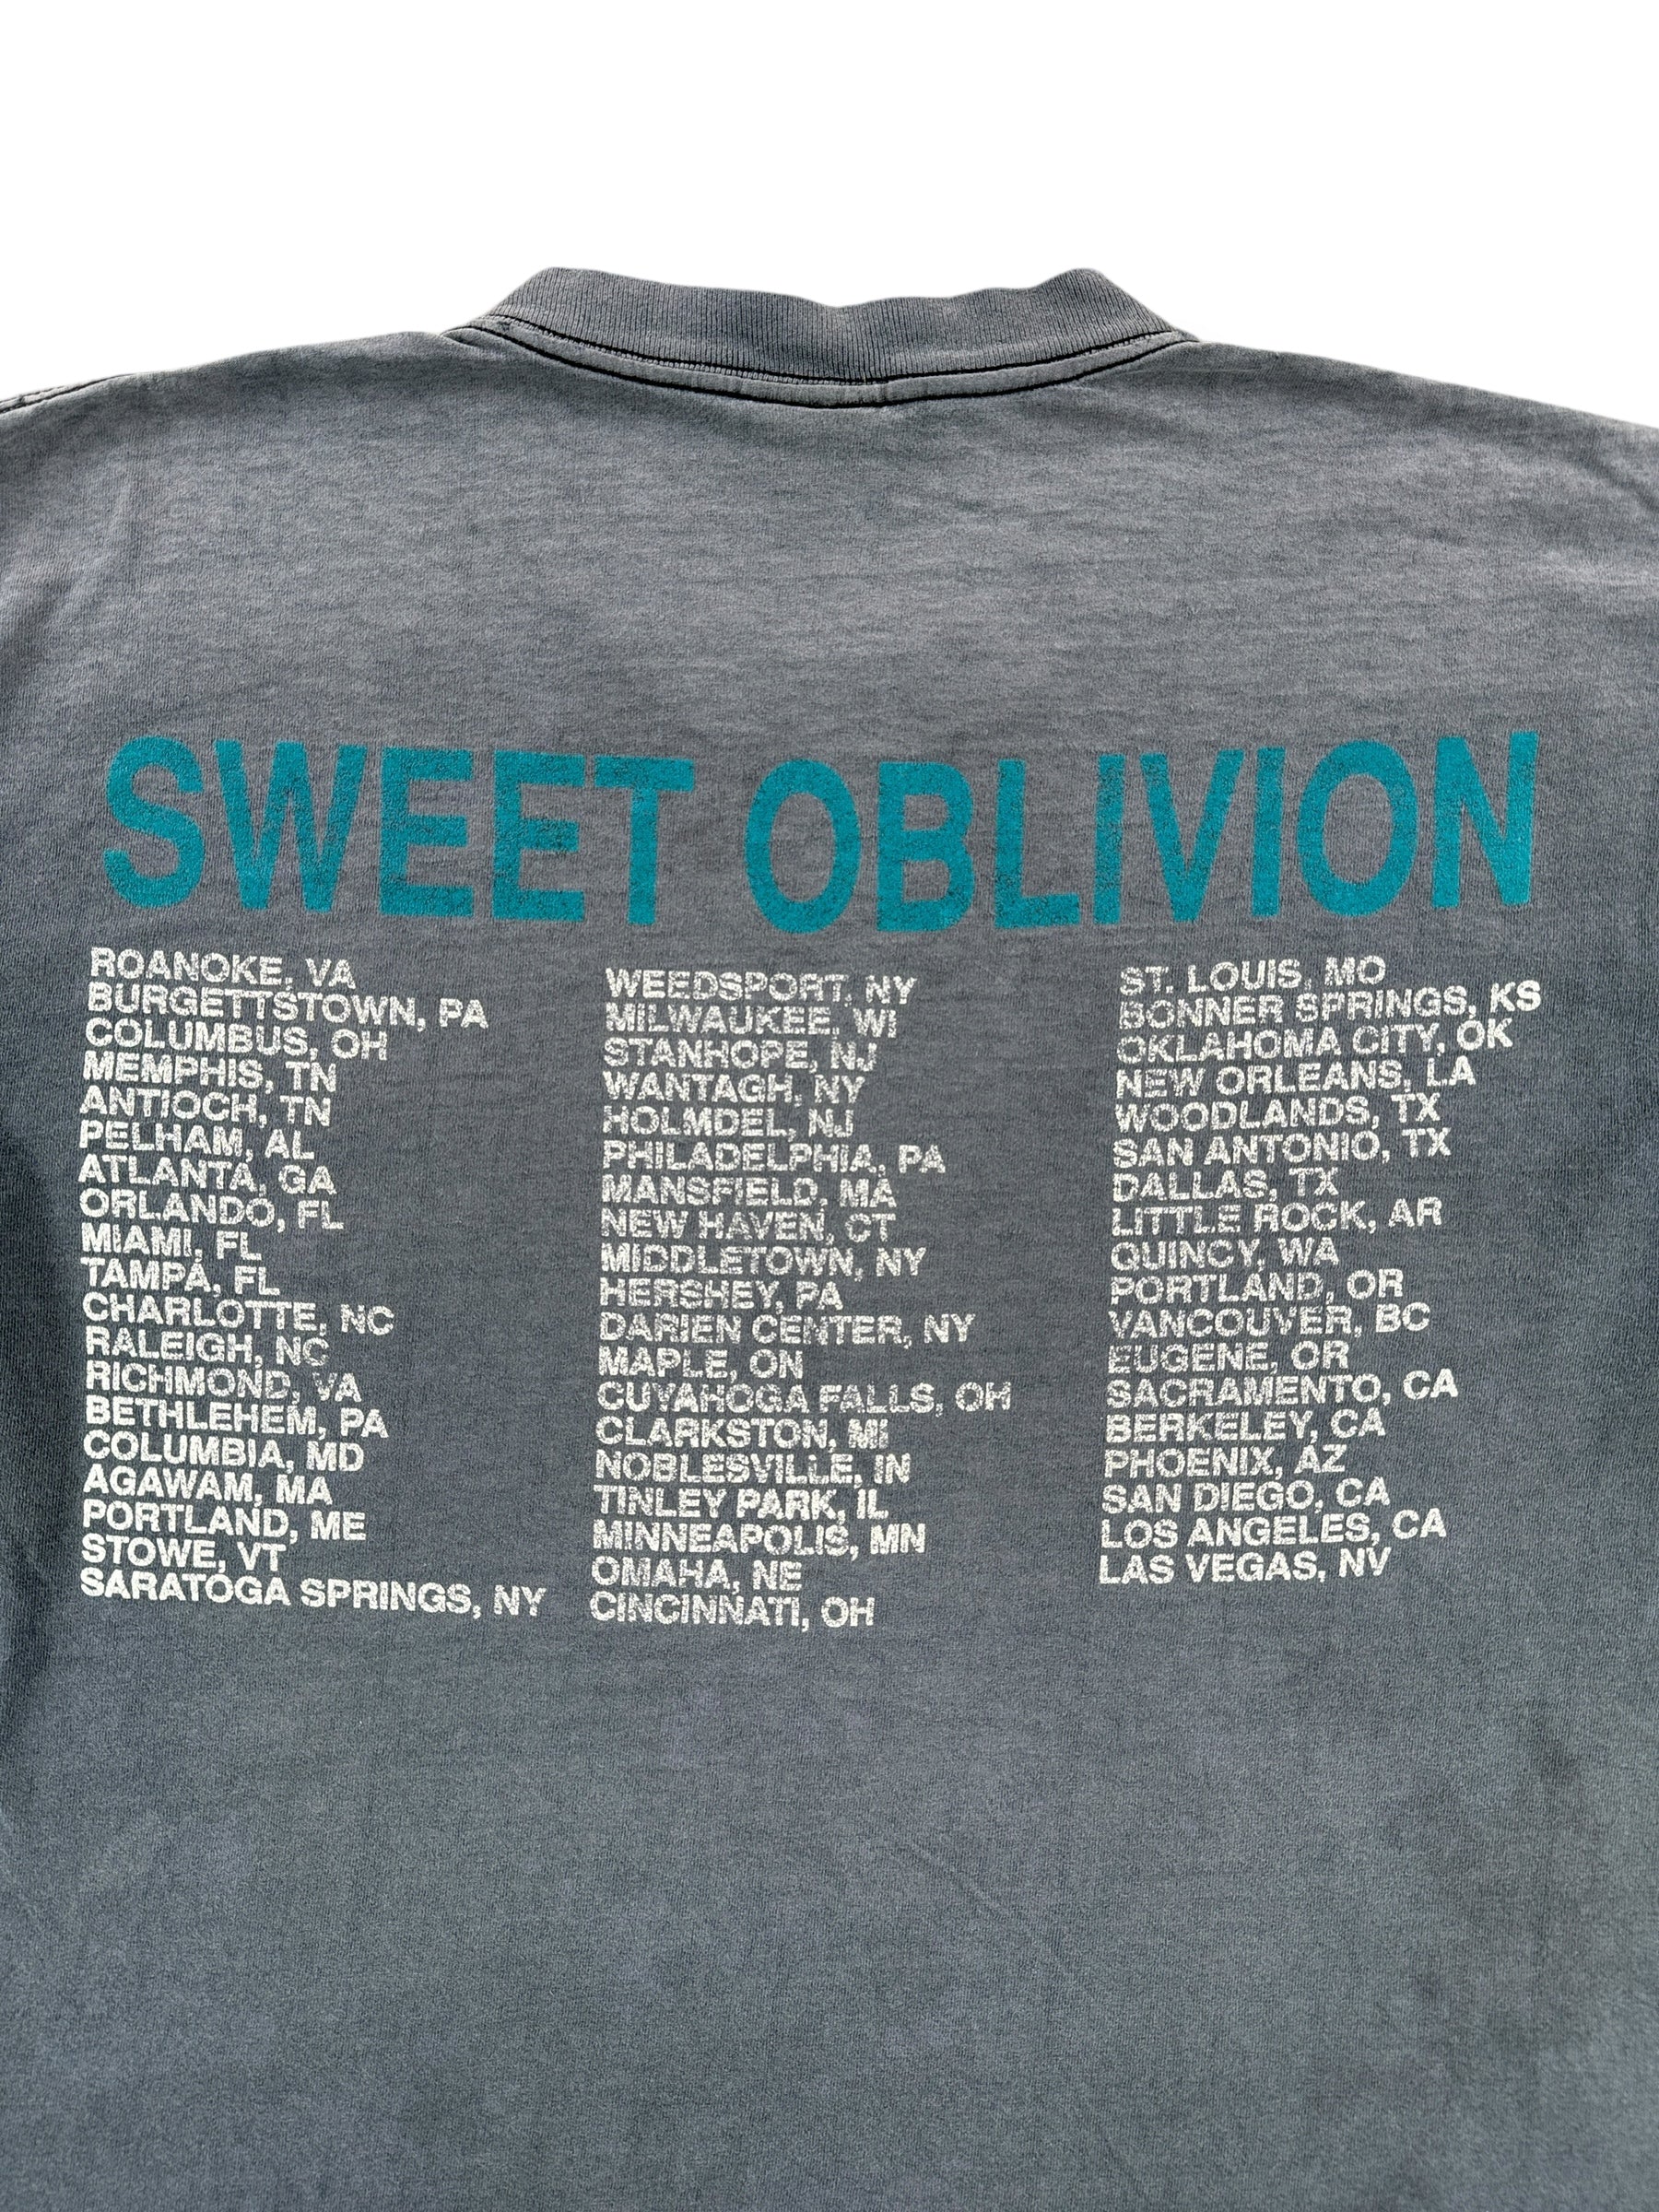 SWEET OBLIVION
ROANOKE, VA
BURGETTSTOWN, PA
COLUMBUS, OH
MEMPHIS, TN
ANTIOCH, TN
PELHAM, AL
ATLANTA, GA
ORLANDO, FL
MIAMI, FL
TAMPA, FL
CHARLOTTE, NC
RALEIGH, NC
RICHMOND, VA
BETHLEHEM, PA
COLUMBIA, MD
AGAWAM, MA
PORTLAND, ME
STOWE, VT
SARATOGA SPRINGS, NY
WEEDSPORT, NY
MILWAUKEE, WI
STANHOPE, NJ
WANTAGH, NY
HOLMDEL, NJ
PHILADELPHIA, PA
MANSFIELD, MA
NEW HAVEN, CT
MIDDLETOWN, NY
HERSHEY, PA
DARIEN CENTER, NY
MAPLE, ON
CUYAHOGA FALLS, OH
CLARKSTON, MI
NOBLESVILLE, IN
TINLEY PARK, IL
MINNEAPOLIS, MN
OMAHA, NE
CINCINNATI, OH
ST. LOUIS, MO
BONNER SPRINGS, KS
OKLAHOMA CITY, OK
NEW ORLEANS, LA
WOODLANDS, TX
SAN ANTONIO, TX
DALLAS, TX
LITTLE ROCK, AR
QUINCY, WA
PORTLAND, OR
VANCOUVER, BC
EUGENE, OR
SACRAMENTO, CA
BERKELEY, CA
PHOENIX, AZ
SAN DIEGO, CA
LOS ANGELES, CA
LAS VEGAS, NV